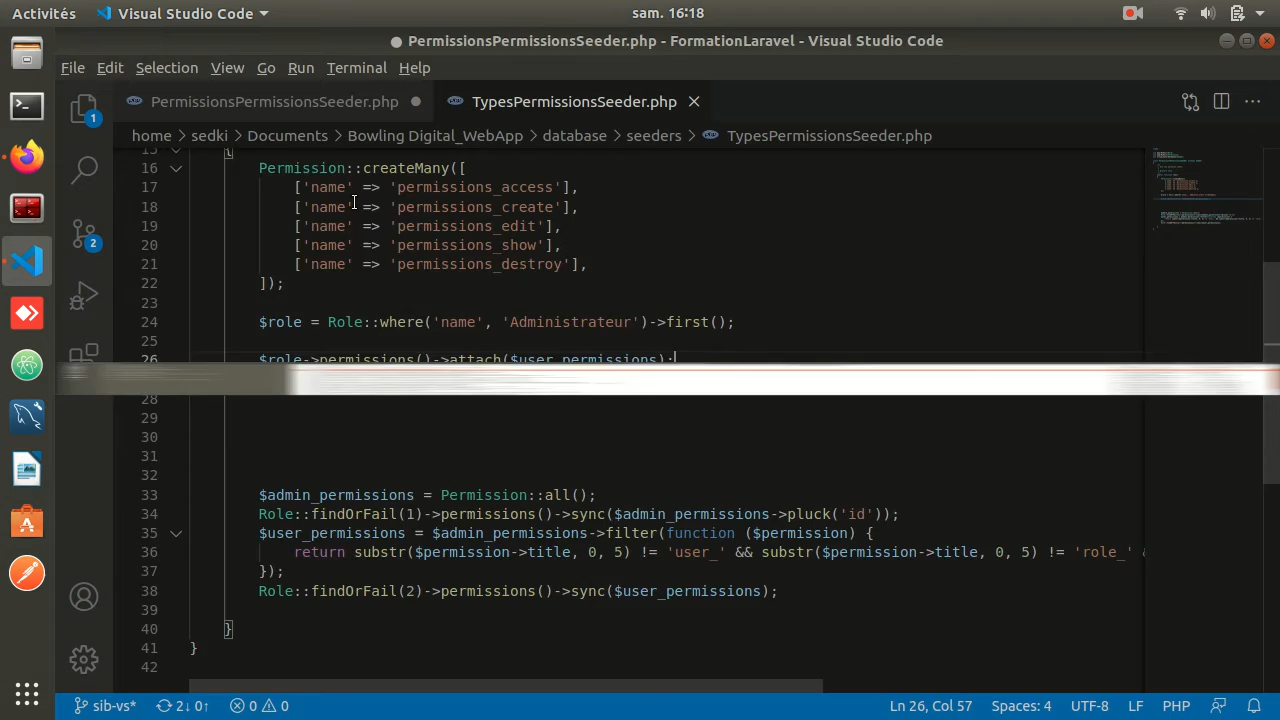 Activités
Visual Studio Code
sam. 16:18
PermissionsPermissionsSeeder.php - FormationLaravel - Visual Studio Code
File Edit Selection View Go Run Terminal Help
PermissionsPermissionsSeeder.php
TypesPermissionsSeeder.php
home > sedki > Documents > Bowling Digital_WebApp > database > seeders > TypesPermissionsSeeder.php
15 {
16 Permission::createMany([
17 ['name' => 'permissions_access'],
18 ['name' => 'permissions_create'],
19 ['name' => 'permissions_edit'],
20 ['name' => 'permissions_show'],
21 ['name' => 'permissions_destroy'],
22 ]);
23
24 $role = Role::where('name', 'Administrateur')->first();
25
26 $role->permissions()->attach($user_permissions);
28
29
30
31
32
33 $admin_permissions = Permission::all();
34 Role::findOrFail(1)->permissions()->sync($admin_permissions->pluck('id'));
35 $user_permissions = $admin_permissions->filter(function ($permission) {
36 return substr($permission->title, 0, 5) != 'user_' && substr($permission->title, 0, 5) != 'role_'
37 });
38 Role::findOrFail(2)->permissions()->sync($user_permissions);
39
40 }
41 }
42
1
2
sib-vs* 2↓ 0↑ 0 0
Ln 26, Col 57 Spaces: 4 UTF-8 LF PHP